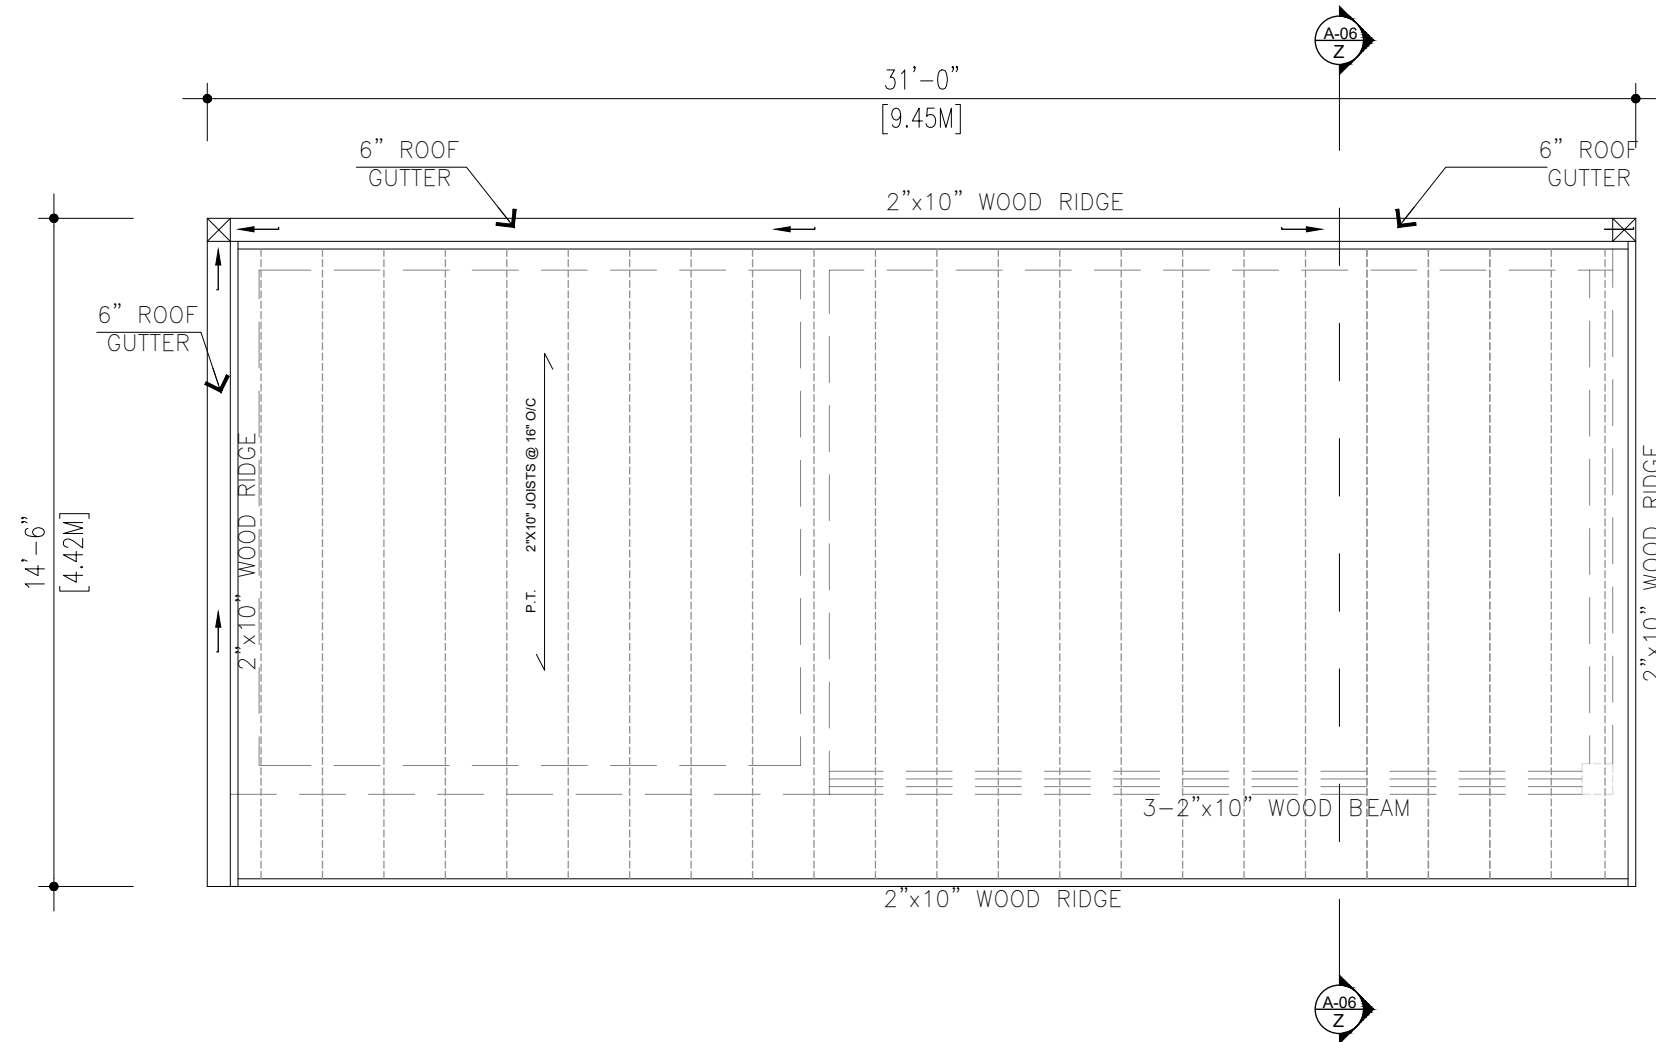 A-06
Z
31'-0"
[9.45M]
6" ROOF
GUTTER
6" ROOF
GUTTER
2"x10" WOOD RIDGE
6" ROOF
GUTTER
2"x10" WOOD RIDGE
P.T. 2"X10" JOISTS @ 16" O/C
2"x10" WOOD RIDGE
14'-6"
[4.42M]
3-2"x10" WOOD BEAM
2"x10" WOOD RIDGE
A-06
Z